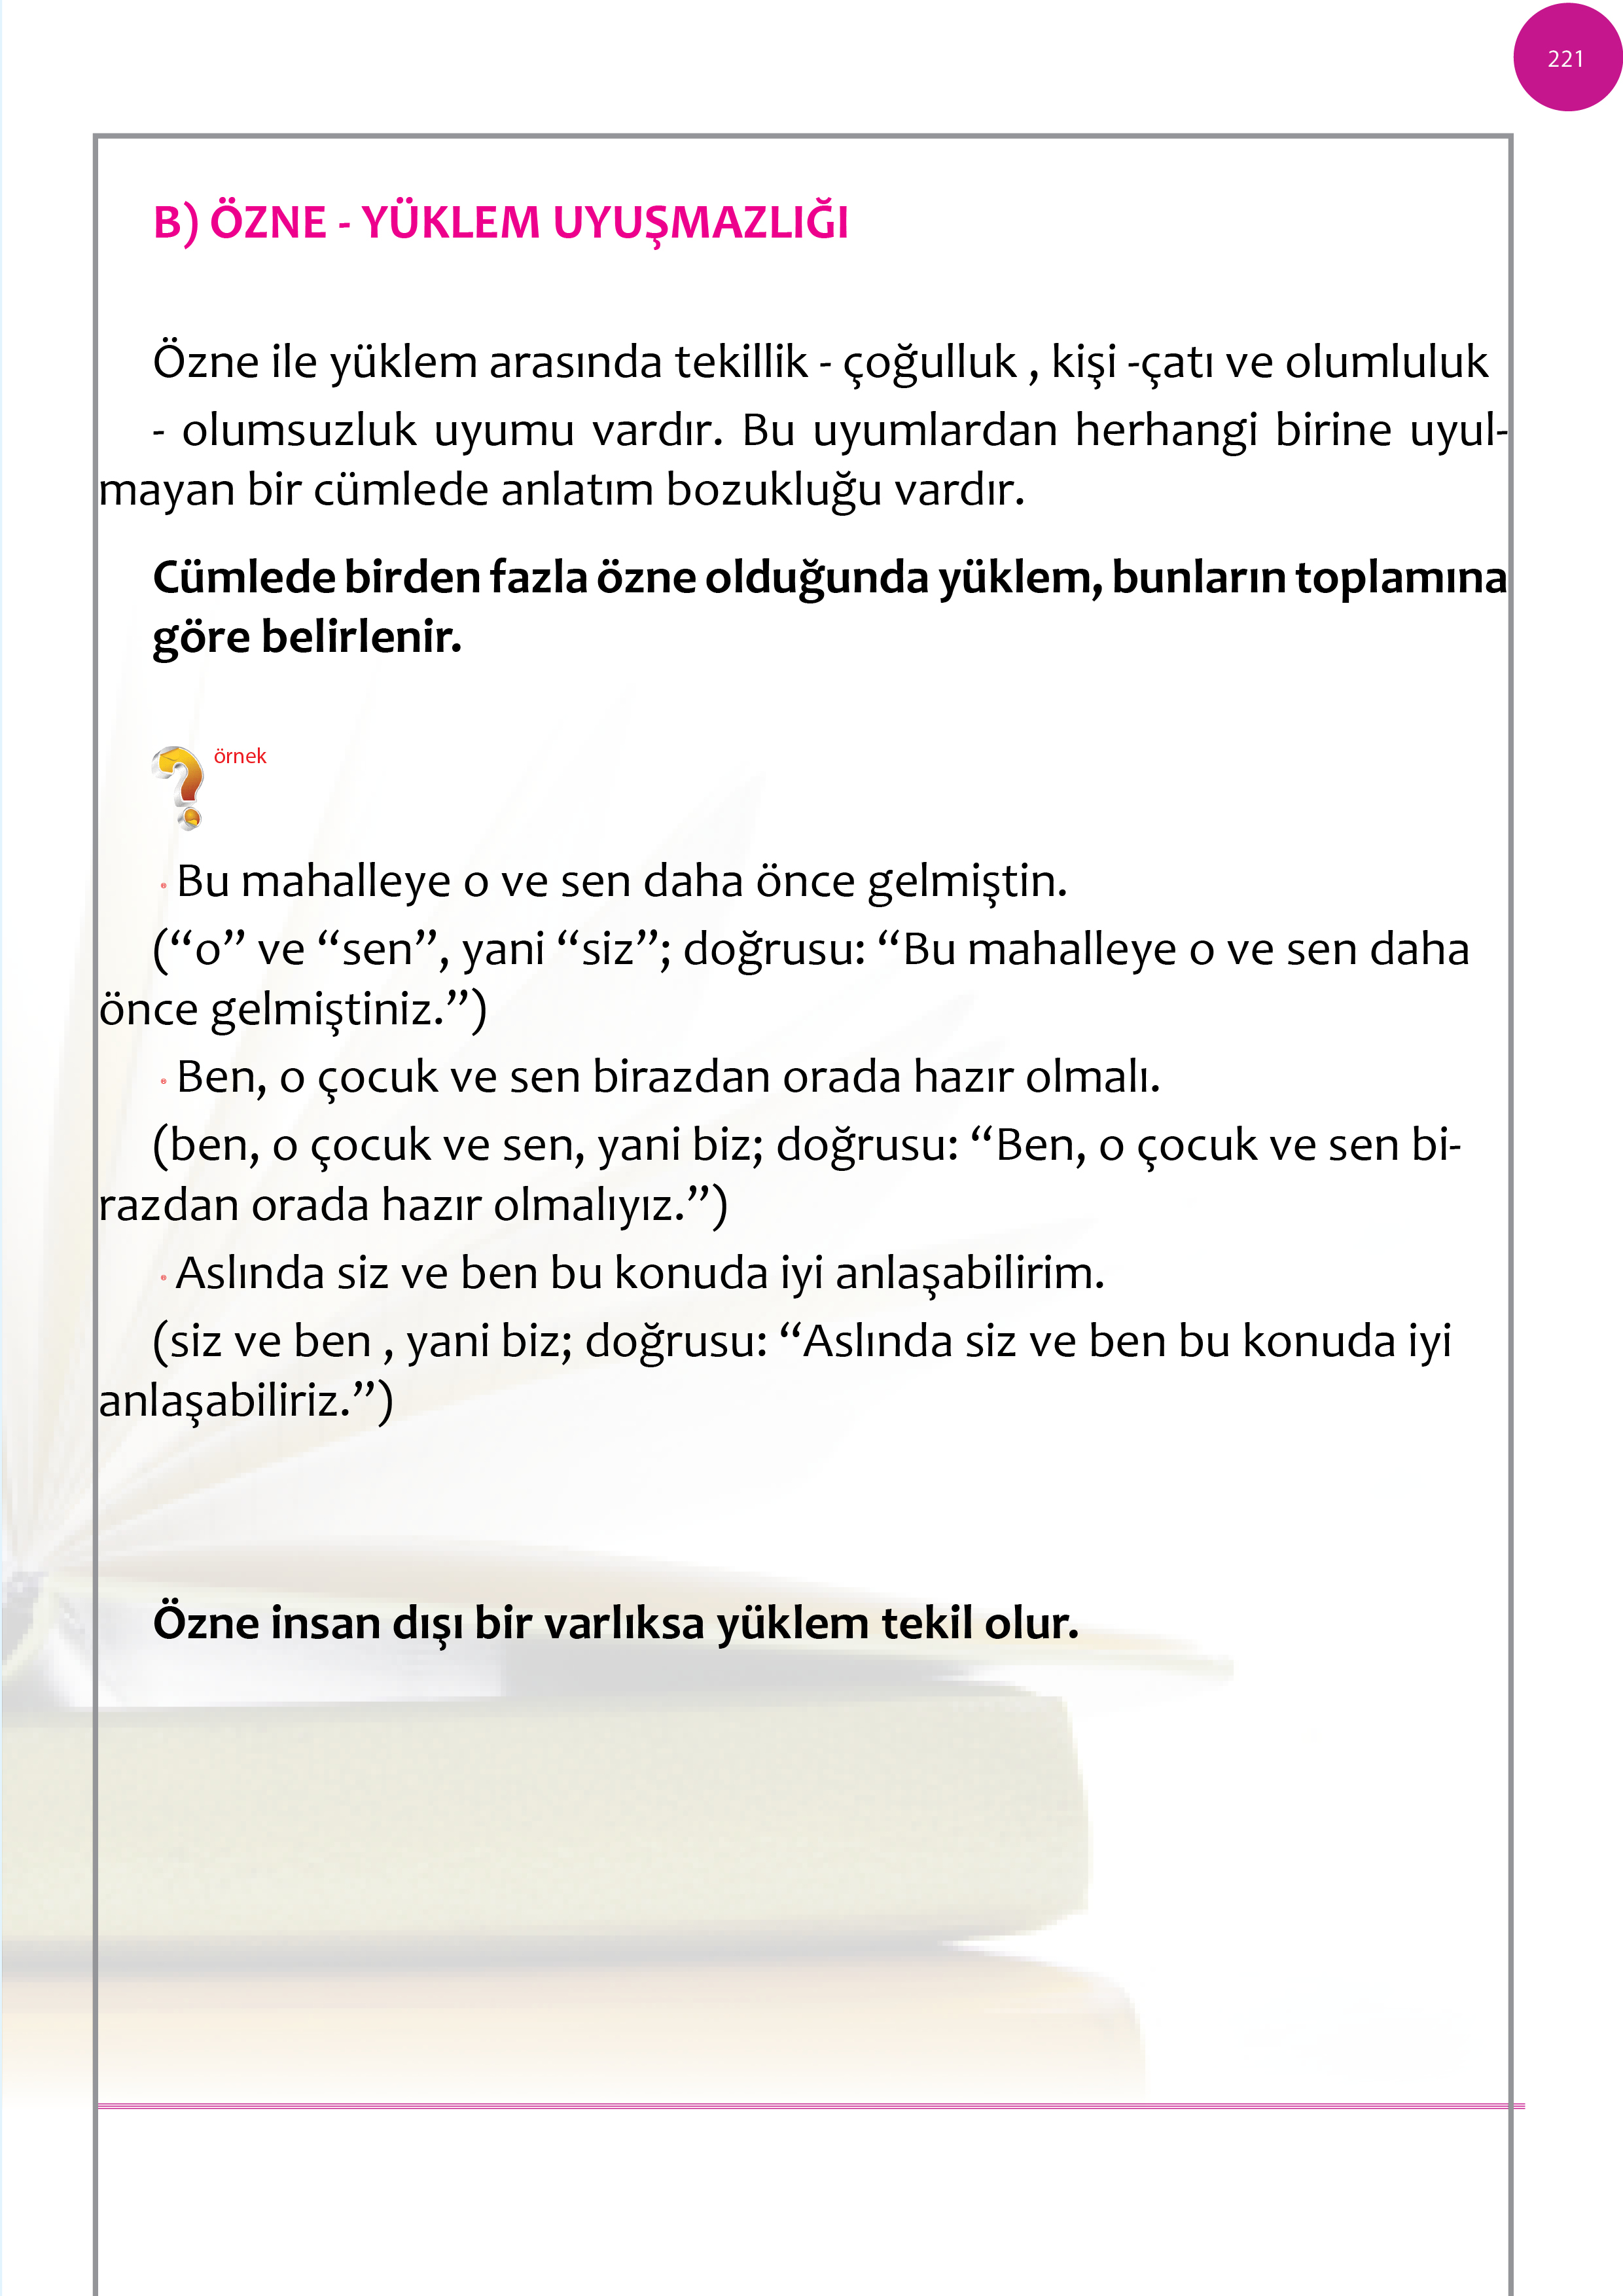 221
B) ÖZNE - YÜKLEM UYUŞMAZLIĞI
Özne ile yüklem arasında tekillik - çoğulluk , kişi -çatı ve olumluluk
- olumsuzluk uyumu vardır. Bu uyumlardan herhangi birine uyul-
mayan bir cümlede anlatım bozukluğu vardır.
Cümlede birden fazla özne olduğunda yüklem, bunların toplamına
göre belirlenir.
örnek
• Bu mahalleye o ve sen daha önce gelmiştin.
(“o” ve “sen”, yani “siz”; doğrusu: “Bu mahalleye o ve sen daha
önce gelmiştiniz.”)
• Ben, o çocuk ve sen birazdan orada hazır olmalı.
(ben, o çocuk ve sen, yani biz; doğrusu: “Ben, o çocuk ve sen bi-
razdan orada hazır olmalıyız.”)
• Aslında siz ve ben bu konuda iyi anlaşabilirim.
(siz ve ben , yani biz; doğrusu: “Aslında siz ve ben bu konuda iyi
anlaşabiliriz.”)
Özne insan dışı bir varlıksa yüklem tekil olur.